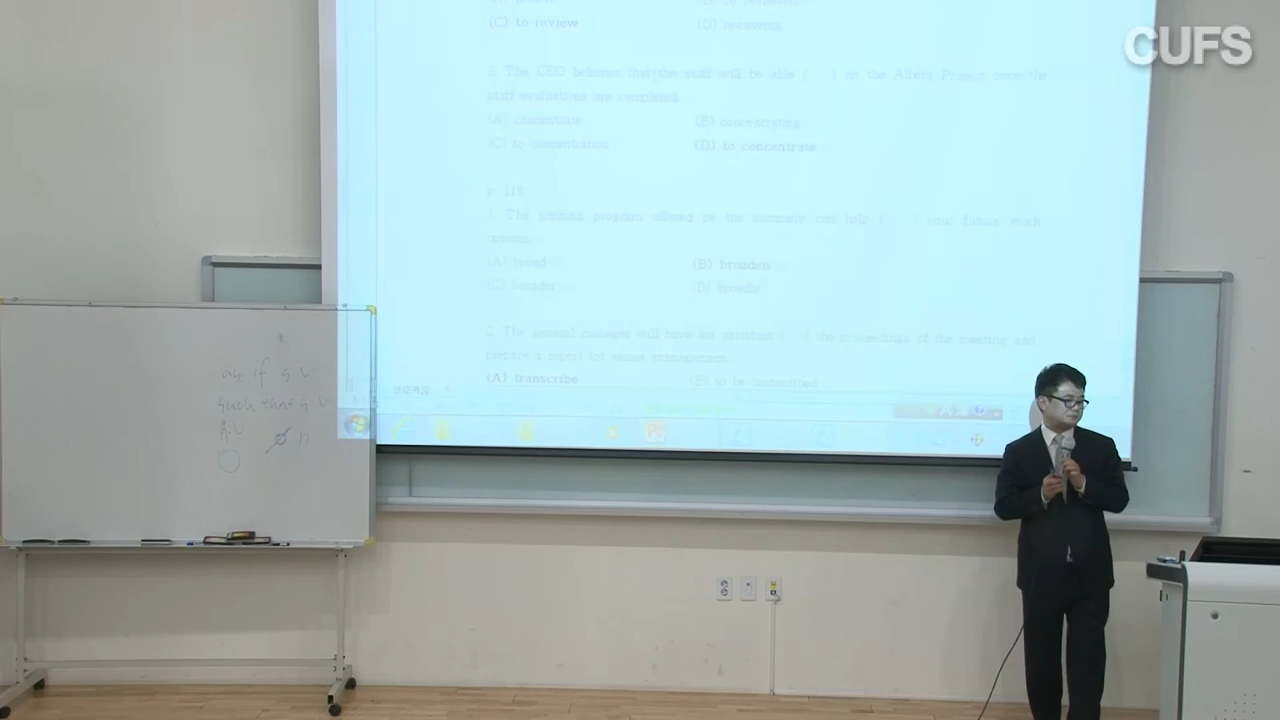 CUFS
(C) to review (D) reviewing
3. The CEO believes that the staff will be able ( ) on the Albers Project once the
staff evaluations are completed.
(A) concentrate (B) concentrating
(C) to concentration (D) to concentrate
p. 118
1. The training program offered by the company can help ( ) your future work
options.
(A) broad (B) broaden
(C) broader (D) broadly
2. The general manager will have his assistant ( ) the proceedings of the meeting and
prepare a report for senior management.
(A) transcribe (B) to be transcribed
as if S V
such that S V
n